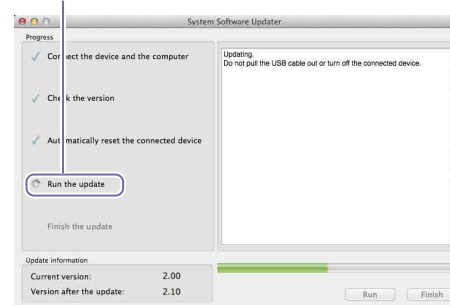 System Software Updater
Progress
Connect the device and the computer
Check the version
Automatically reset the connected device
Run the update
Finish the update
Updating.
Do not pull the USB cable out or turn off the connected device.
Update information
Current version: 2.00
Version after the update: 2.10
Run
Finish